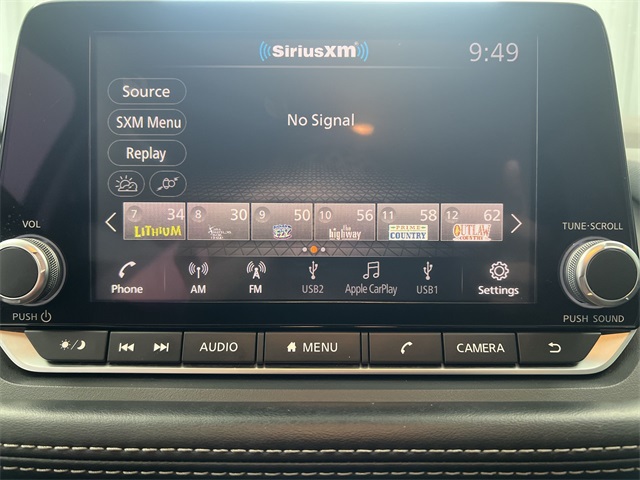 SiriusXM
9:49
Source
SXM Menu
No Signal
Replay
7 34 8 30 9 50 10 56 11 58 12 62
LITHIUM the highway PRIME COUNTRY OUTLAW COUNTRY
VOL
TUNE·SCROLL
Phone AM FM USB2 Apple CarPlay USB1 Settings
PUSH
PUSH SOUND
AUDIO MENU CAMERA